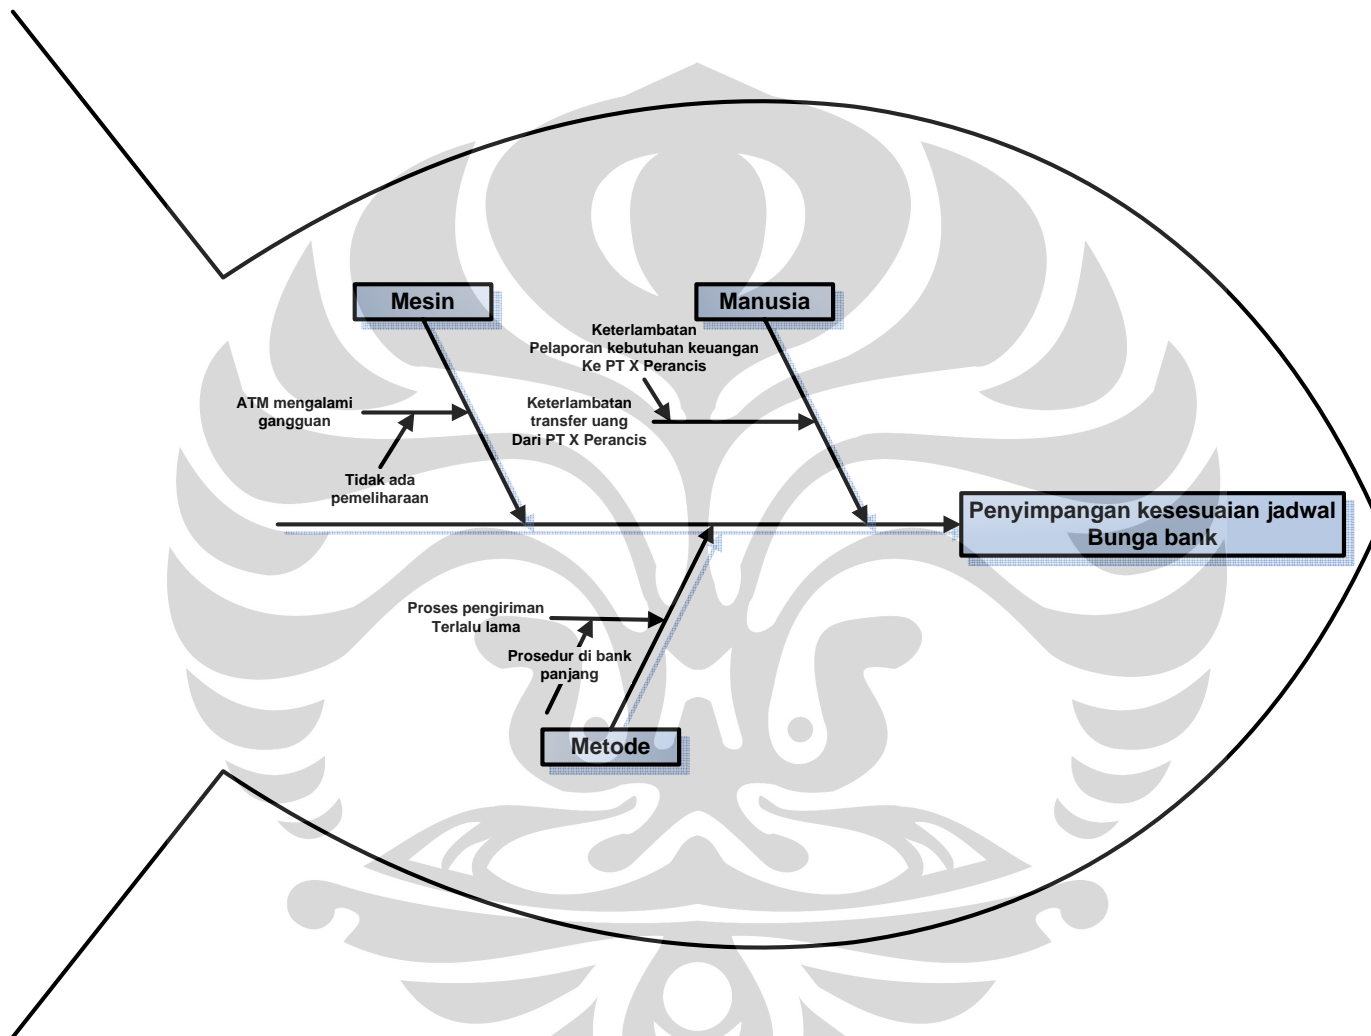 Mesin
Manusia
Keterlambatan
Pelaporan kebutuhan keuangan
Ke PT X Perancis
ATM mengalami
gangguan
Keterlambatan
transfer uang
Dari PT X Perancis
Tidak ada
pemeliharaan
Penyimpangan kesesuaian jadwal
Bunga bank
Proses pengiriman
Terlalu lama
Prosedur di bank
panjang
Metode